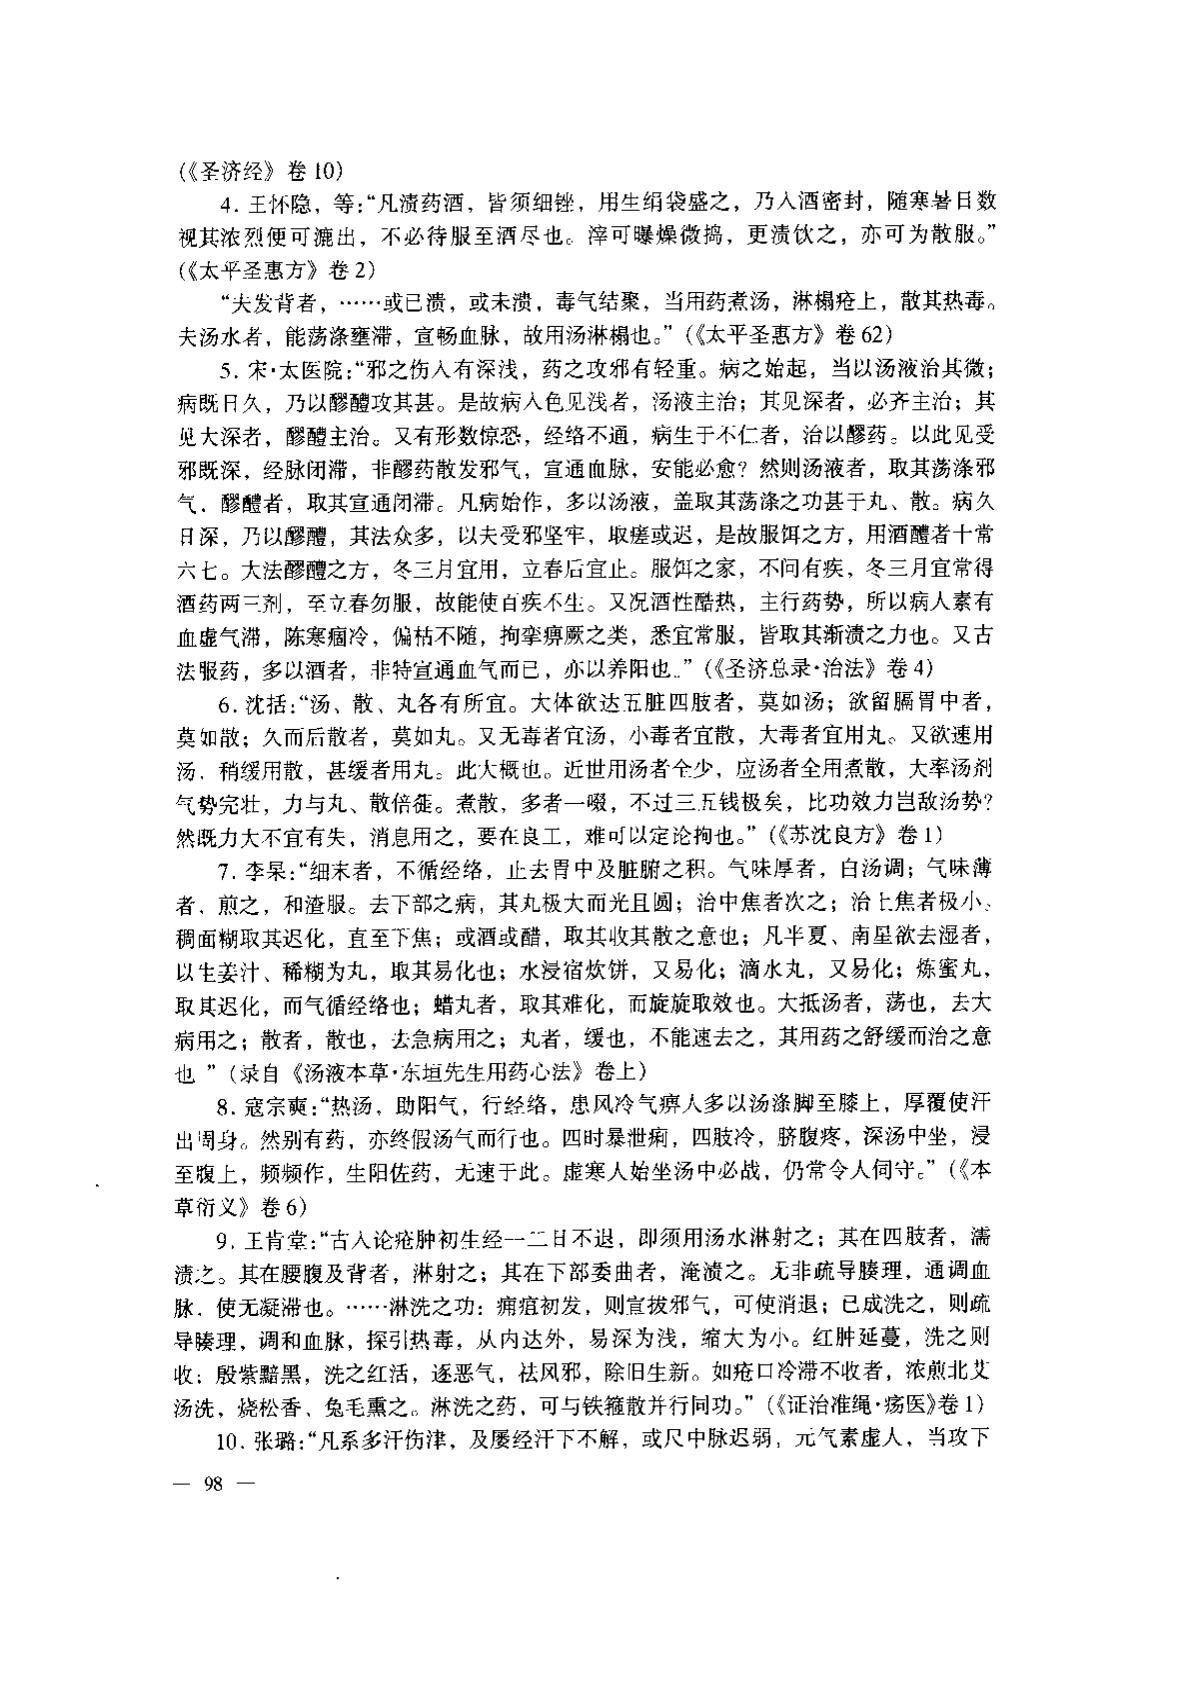 (《圣济经》卷10)
4. 王怀隐，等:“凡渍药酒，皆须细锉，用生绢袋盛之，乃入酒密封，随寒暑日数
视其浓烈便可漉出，不必待服至酒尽也。滓可曝燥微捣，更渍饮之，亦可为散服。”
(《太平圣惠方》卷2)
“夫发背者，……或已溃，或未溃，毒气结聚，当用药煮汤，淋榻疮上，散其热毒。
夫汤水者，能荡涤壅滞，宣畅血脉，故用汤淋榻也。”(《太平圣惠方》卷62)
5. 宋·太医院:“邪之伤人有深浅，药之攻邪有轻重。病之始起，当以汤液治其微；
病既日久，乃以醪醴攻其甚。是故病人色见浅者，汤液主治；其见深者，必齐主治；其
见大深者，醪醴主治。又有形数惊恐，经络不通，病生于不仁者，治以醪药。以此见受
邪既深，经脉闭滞，非醪药散发邪气，宣通血脉，安能必愈？然则汤液者，取其荡涤邪
气，醪醴者，取其宣通闭滞。凡病始作，多以汤液，盖取其荡涤之功甚于丸、散。病久
日深，乃以醪醴，其法众多，以夫受邪坚牢，取瘥或迟，是故服饵之方，用酒醴者十常
六七。大法醪醴之方，冬三月宜用，立春后宜止。服饵之家，不问有疾，冬三月宜常得
酒药两三剂，至立春勿服，故能使百疾不生。又况酒性酷热，主行药势，所以病人素有
血虚气滞，陈寒痼冷，偏枯不随，拘挛痹厥之类，悉宜常服，皆取其渐渍之力也。又古
法服药，多以酒者，非特宣通血气而已，亦以养阳也。”(《圣济总录·治法》卷4)
6. 沈括:“汤、散、丸各有所宜。大体欲达五脏四肢者，莫如汤；欲留膈胃中者，
莫如散；久而后散者，莫如丸。又无毒者宜汤，小毒者宜散，大毒者宜用丸。又欲速用
汤，稍缓用散，甚缓者用丸。此大概也。近世用汤者全少，应汤者全用煮散，大率汤剂
气势完壮，力与丸、散倍蓰。煮散，多者一啜，不过三五钱极矣，比功效力岂敌汤势？
然既力大不宜有失，消息用之，要在良工，难可以定论拘也。”(《苏沈良方》卷1)
7. 李杲:“细末者，不循经络，止去胃中及脏腑之积。气味厚者，白汤调；气味薄
者，煎之，和渣服。去下部之病，其丸极大而光且圆；治中焦者次之；治上焦者极小。
稠面糊取其迟化，直至下焦；或酒或醋，取其收其散之意也；凡半夏、南星欲去湿者，
以生姜汁、稀糊为丸，取其易化也；水浸宿炊饼，又易化；滴水丸，又易化；炼蜜丸，
取其迟化，而气循经络也；蜡丸者，取其难化，而旋旋取效也。大抵汤者，荡也，去大
病用之；散者，散也，去急病用之；丸者，缓也，不能速去之，其用药之舒缓而治之意
也 ”(录自《汤液本草·东垣先生用药心法》卷上)
8. 寇宗奭:“热汤，助阳气，行经络，患风冷气痹人多以汤涤脚至膝上，厚覆使汗
出周身。然别有药，亦终假汤气而行也。四时暴泄痢，四肢冷，脐腹疼，深汤中坐，浸
至腹上，频频作，生阳佐药，无速于此。虚寒人始坐汤中必战，仍常令人伺守。”(《本
草衍义》卷6)
9. 王肯堂:“古人论疮肿初生经一二日不退，即须用汤水淋射之；其在四肢者，濡
渍之。其在腰腹及背者，淋射之；其在下部委曲者，淹渍之。无非疏导腠理，通调血
脉，使无凝滞也。……淋洗之功：痈疽初发，则宣拔邪气，可使消退；已成洗之，则疏
导腠理，调和血脉，探引热毒，从内达外，易深为浅，缩大为小。红肿延蔓，洗之则
收；殷紫黯黑，洗之红活，逐恶气，祛风邪，除旧生新。如疮口冷滞不收者，浓煎北艾
汤洗，烧松香、兔毛熏之。淋洗之药，可与铁箍散并行同功。”(《证治准绳·疡医》卷1)
10. 张璐:“凡系多汗伤津，及屡经汗下不解，或尺中脉迟弱，元气素虚人，当攻下
— 98 —